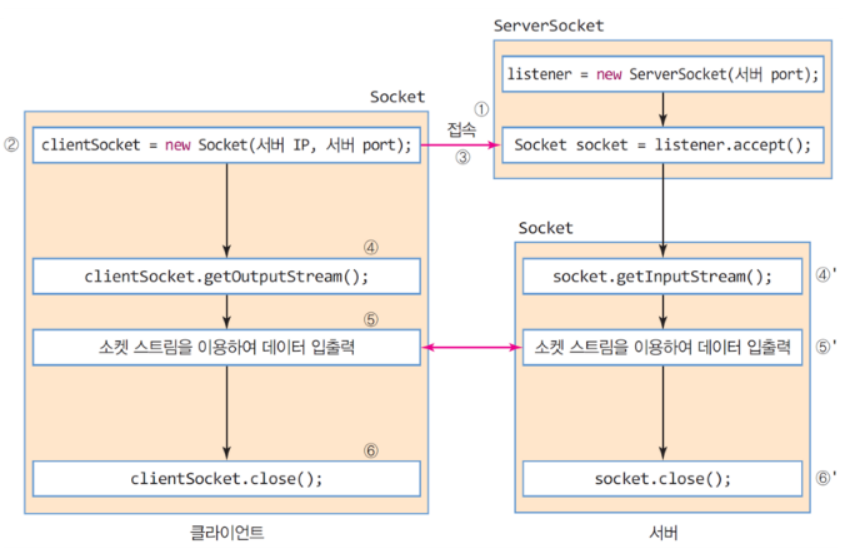 ServerSocket
listener = new ServerSocket(서버 port);
Socket
①
접속
② clientSocket = new Socket(서버 IP, 서버 port);
③
Socket socket = listener.accept();
Socket
④
clientSocket.getOutputStream();
socket.getInputStream(); ④'
⑤
소켓 스트림을 이용하여 데이터 입출력
소켓 스트림을 이용하여 데이터 입출력 ⑤'
⑥
clientSocket.close();
socket.close(); ⑥'
클라이언트
서버